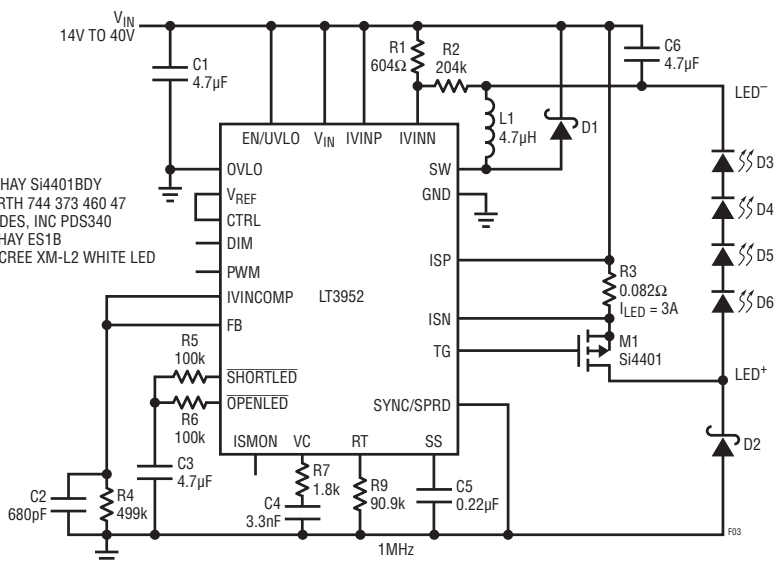 VIN
14V TO 40V
C1
4.7µF
R1
604Ω
R2
204k
C6
4.7µF
LED–
L1
4.7µH
D1
EN/UVLO
VIN
IVINP
IVINN
OVLO
SW
VREF
GND
CTRL
DIM
PWM
ISP
IVINCOMP
LT3952
FB
ISN
TG
SHORTLED
OPENLED
SYNC/SPRD
ISMON
VC
RT
SS
HAY Si4401BDY
RTH 744 373 460 47
DES, INC PDS340
HAY ES1B
CREE XM-L2 WHITE LED
R3
0.082Ω
ILED = 3A
M1
Si4401
D3
D4
D5
D6
LED+
D2
R5
100k
R6
100k
C3
4.7µF
C2
680pF
R4
499k
R7
1.8k
C4
3.3nF
R9
90.9k
C5
0.22µF
1MHz
F03